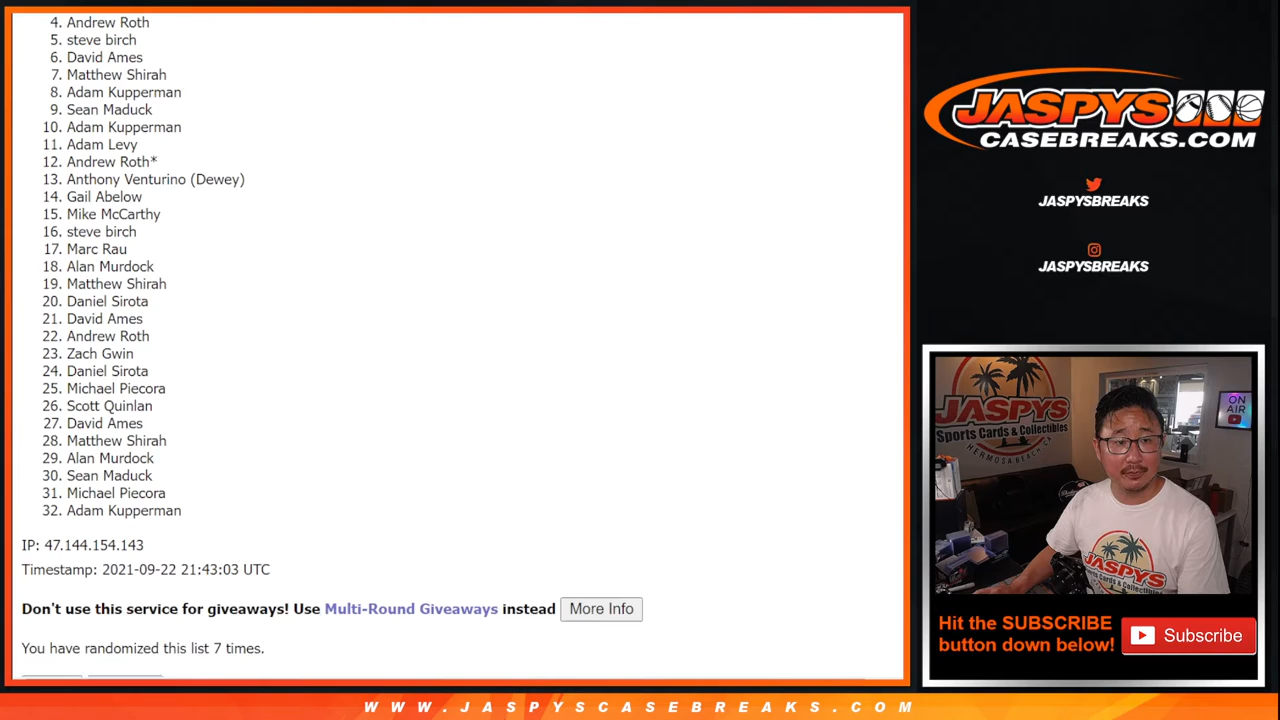 4. Andrew Roth
5. steve birch
6. David Ames
7. Matthew Shirah
8. Adam Kupperman
9. Sean Maduck
10. Adam Kupperman
11. Adam Levy
12. Andrew Roth*
13. Anthony Venturino (Dewey)
14. Gail Abelow
15. Mike McCarthy
16. steve birch
17. Marc Rau
18. Alan Murdock
19. Matthew Shirah
20. Daniel Sirota
21. David Ames
22. Andrew Roth
23. Zach Gwin
24. Daniel Sirota
25. Michael Piecora
26. Scott Quinlan
27. David Ames
28. Matthew Shirah
29. Alan Murdock
30. Sean Maduck
31. Michael Piecora
32. Adam Kupperman
IP: 47.144.154.143
Timestamp: 2021-09-22 21:43:03 UTC
Don't use this service for giveaways! Use Multi-Round Giveaways instead More Info
You have randomized this list 7 times.
JASPYS
CASEBREAKS.COM
JASPYSBREAKS
JASPYSBREAKS
JASPYS
Sports Cards & Collectibles
HERMOSA BEACH, CA
ON
AIR
JASPYS
Hit the SUBSCRIBE
button down below!
Subscribe
WWW.JASPYSCASEBREAKS.COM